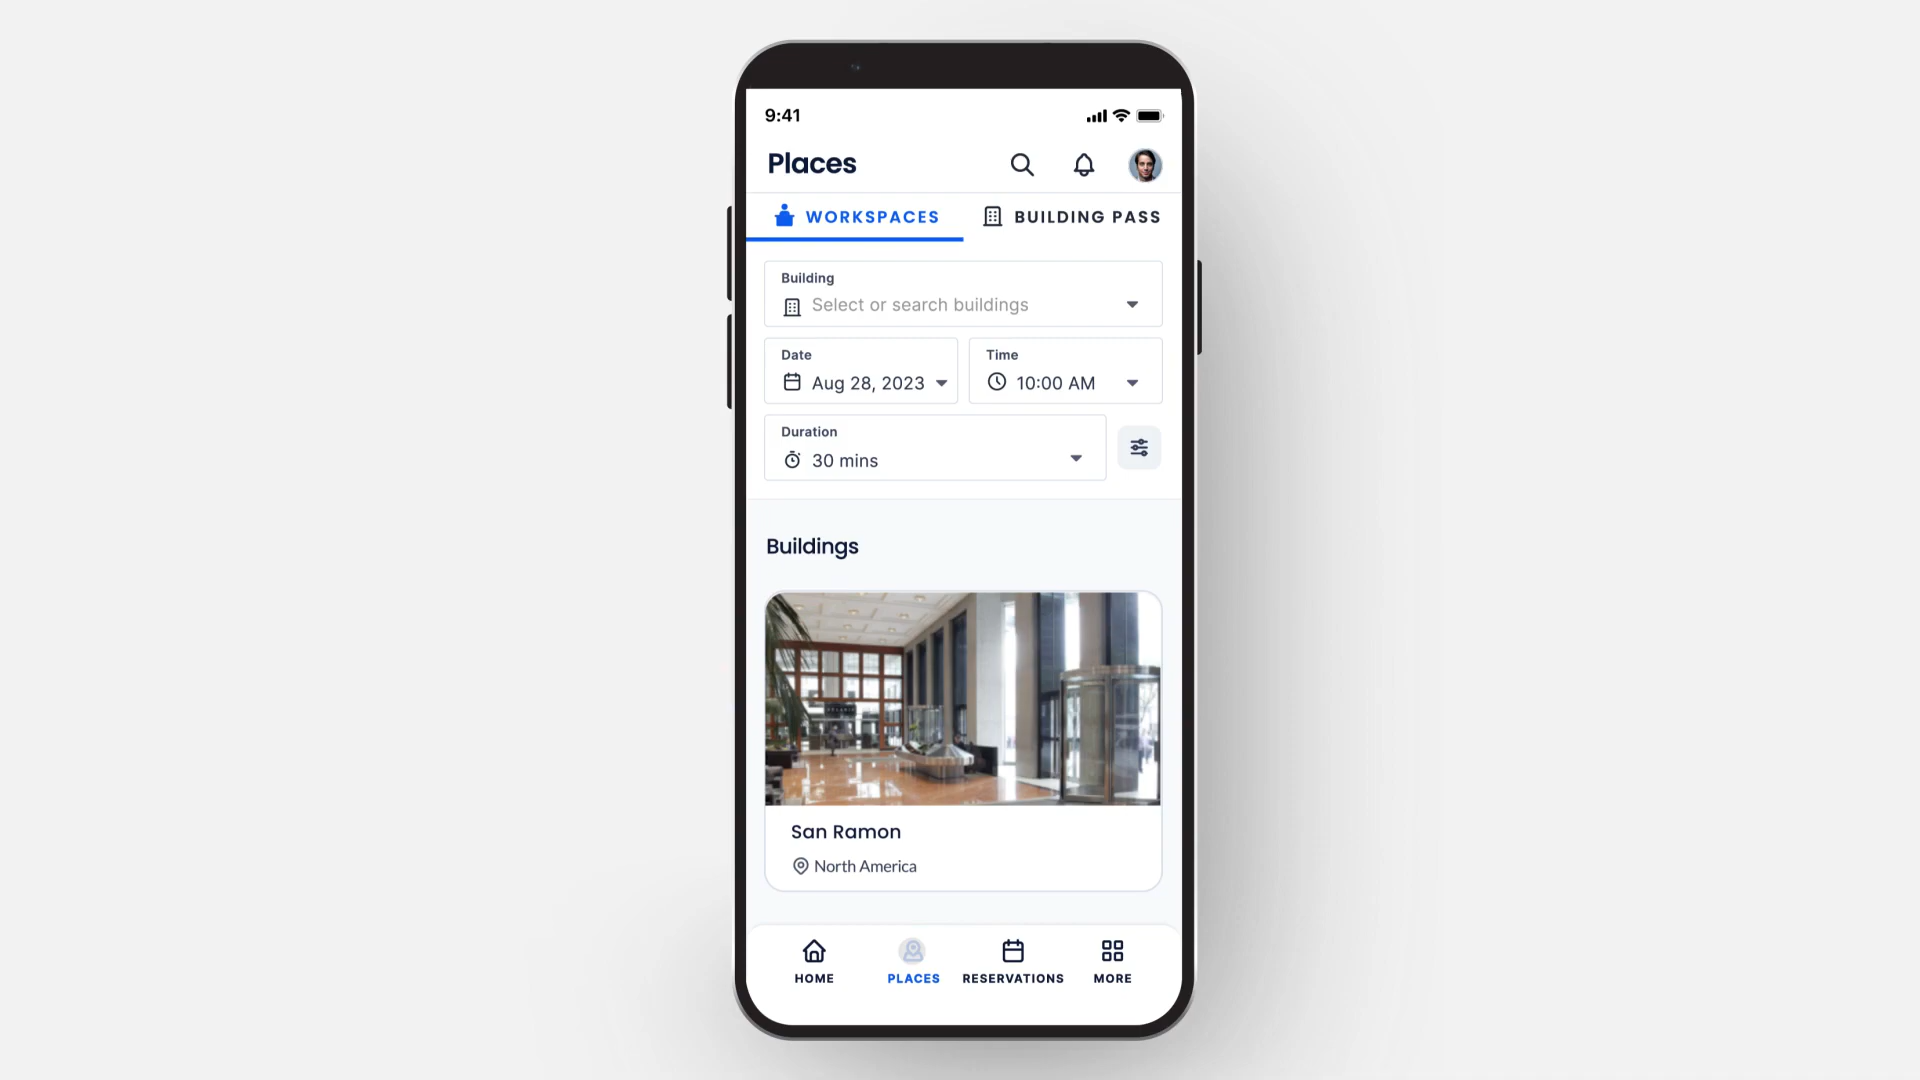 9:41
Places
WORKSPACES
BUILDING PASS
Building
Select or search buildings
Date
Time
Aug 28, 2023
10:00 AM
Duration
30 mins
Buildings
San Ramon
North America
HOME
PLACES
RESERVATIONS
MORE